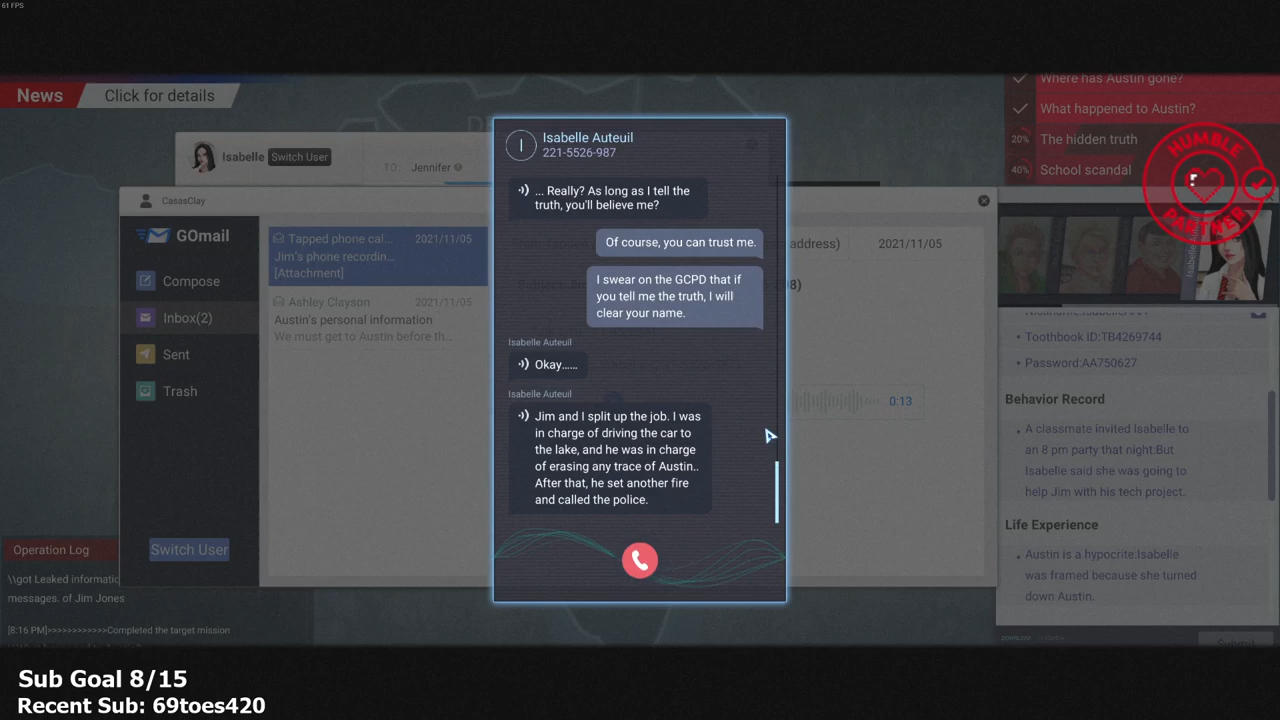 61 FPS
News
Click for details
Where has Austin gone?
What happened to Austin?
20% The hidden truth
40% School scandal
HUMBLE
PARTNER
Isabelle Switch User
TO: Jennifer
CasasClay
GOmail
Compose
Inbox(2)
Sent
Trash
Switch User
Tapped phone cal... 2021/11/05
Jim's phone recordin...
[Attachment]
Ashley Clayson 2021/11/05
Austin's personal information
We must get to Austin before th...
address) 2021/11/05
0:13
I
Isabelle Auteuil
221-5526-987
... Really? As long as I tell the
truth, you'll believe me?
Of course, you can trust me.
I swear on the GCPD that if
you tell me the truth, I will
clear your name.
Isabelle Auteuil
Okay......
Isabelle Auteuil
Jim and I split up the job. I was
in charge of driving the car to
the lake, and he was in charge
of erasing any trace of Austin..
After that, he set another fire
and called the police.
Toothbook ID:TB4269744
Password:AA750627
Behavior Record
A classmate invited Isabelle to
an 8 pm party that night:But
Isabelle said she was going to
help Jim with his tech project.
Life Experience
Austin is a hypocrite:Isabelle
was framed because she turned
down Austin.
Submit
Operation Log
\\got Leaked informatic
messages. of Jim Jones
[8:16 PM]>>>>>>>>>>>>Completed the target mission
Sub Goal 8/15
Recent Sub: 69toes420